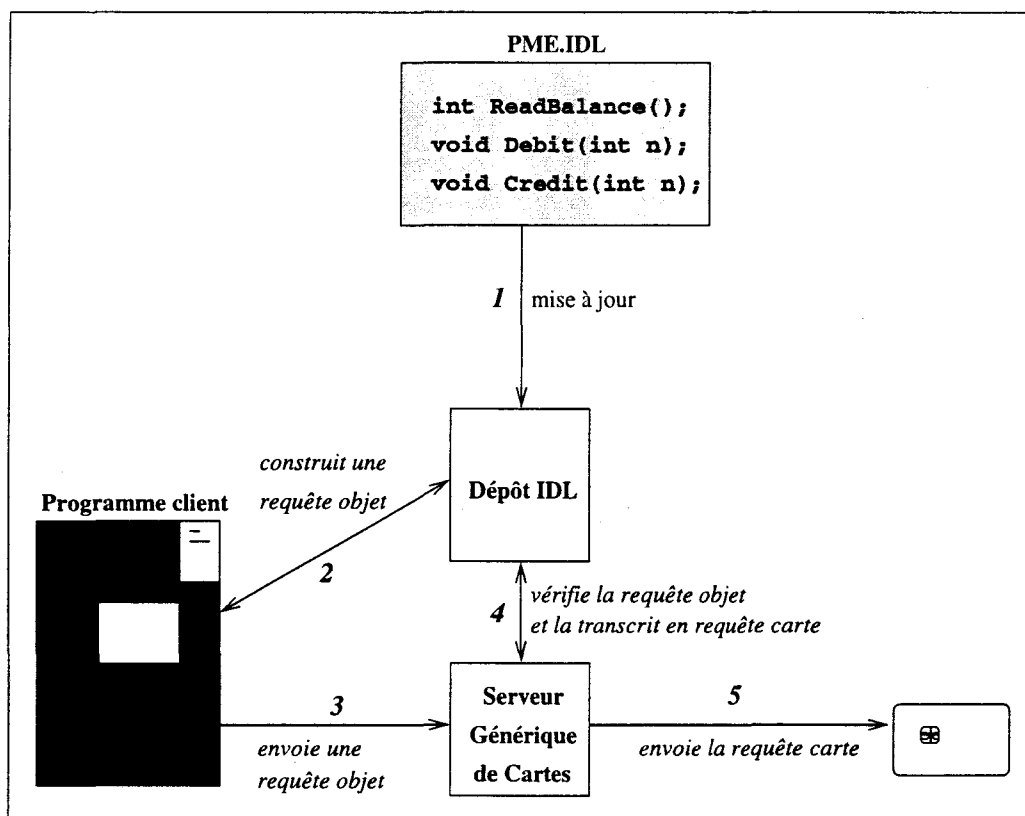 PME.IDL
int ReadBalance();
void Debit(int n);
void Credit(int n);
1 mise à jour
construit une
requête objet
Dépôt IDL
Programme client
2
vérifie la requête objet
4
et la transcrit en requête carte
3
Serveur
Générique
de Cartes
5
envoie une
requête objet
envoie la requête carte